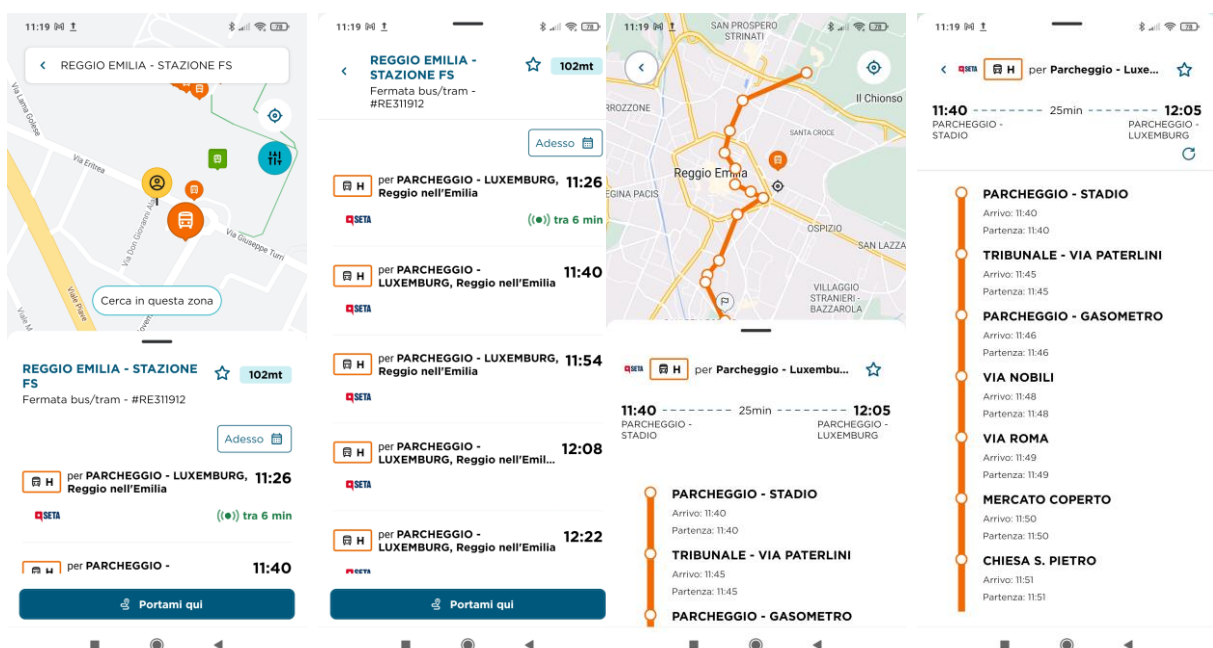 11:19
78
REGGIO EMILIA - STAZIONE FS
Via Lama Golese
Via Eritrea
Via Don Giovanni Ala
Via Giuseppe Turri
Viale Piave
Viale M
Cerca in questa zona
REGGIO EMILIA - STAZIONE
FS
102mt
Fermata bus/tram - #RE311912
Adesso
H
per PARCHEGGIO - LUXEMBURG,
Reggio nell'Emilia
11:26
SETA
((●)) tra 6 min
H
per PARCHEGGIO -
11:40
Portami qui
11:19
78
REGGIO EMILIA -
STAZIONE FS
102mt
Fermata bus/tram -
#RE311912
Adesso
H
per PARCHEGGIO - LUXEMBURG,
Reggio nell'Emilia
11:26
SETA
((●)) tra 6 min
H
per PARCHEGGIO -
LUXEMBURG, Reggio nell'Emilia
11:40
SETA
H
per PARCHEGGIO - LUXEMBURG,
Reggio nell'Emilia
11:54
SETA
H
per PARCHEGGIO -
LUXEMBURG, Reggio nell'Emil...
12:08
SETA
H
per PARCHEGGIO -
LUXEMBURG, Reggio nell'Emilia
12:22
SETA
Portami qui
11:19
78
SAN PROSPERO
STRINATI
Il Chionso
RROZZONE
SANTA CROCE
Reggio Emilia
EGINA PACIS
OSPIZIO
SAN LAZZA
VILLAGGIO
STRANIERI -
BAZZAROLA
SETA
H
per Parcheggio - Luxembu...
11:40
25min
12:05
PARCHEGGIO -
STADIO
PARCHEGGIO -
LUXEMBURG
PARCHEGGIO - STADIO
Arrivo: 11:40
Partenza: 11:40
TRIBUNALE - VIA PATERLINI
Arrivo: 11:45
Partenza: 11:45
PARCHEGGIO - GASOMETRO
11:19
78
SETA
H
per Parcheggio - Luxe...
11:40
25min
12:05
PARCHEGGIO -
STADIO
PARCHEGGIO -
LUXEMBURG
PARCHEGGIO - STADIO
Arrivo: 11:40
Partenza: 11:40
TRIBUNALE - VIA PATERLINI
Arrivo: 11:45
Partenza: 11:45
PARCHEGGIO - GASOMETRO
Arrivo: 11:46
Partenza: 11:46
VIA NOBILI
Arrivo: 11:48
Partenza: 11:48
VIA ROMA
Arrivo: 11:49
Partenza: 11:49
MERCATO COPERTO
Arrivo: 11:50
Partenza: 11:50
CHIESA S. PIETRO
Arrivo: 11:51
Partenza: 11:51